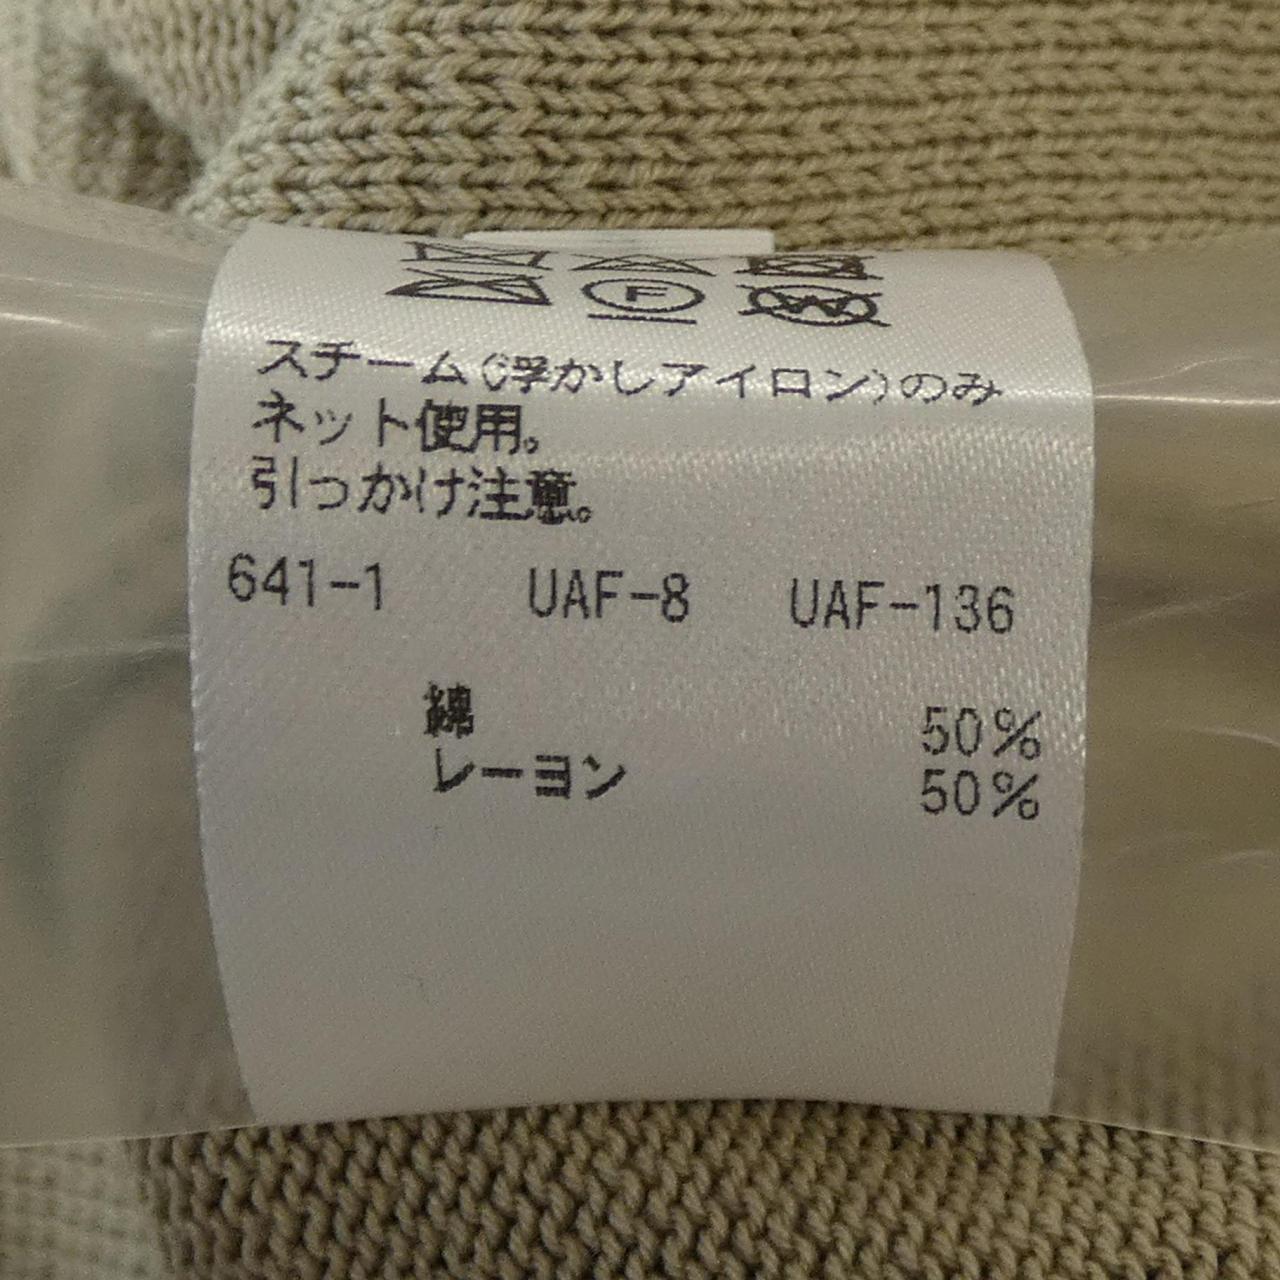 F
W
スチーム(浮かしアイロン)のみ
ネット使用。
引っかけ注意。
641-1 UAF-8 UAF-136
綿 50%
レーヨン 50%